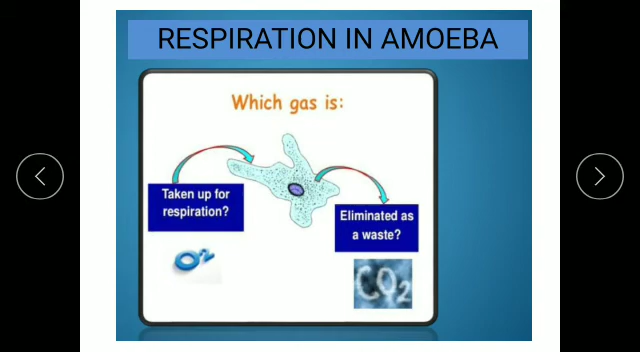 RESPIRATION IN AMOEBA
Which gas is:
Taken up for
respiration?
Eliminated as
a waste?
O2
CO2